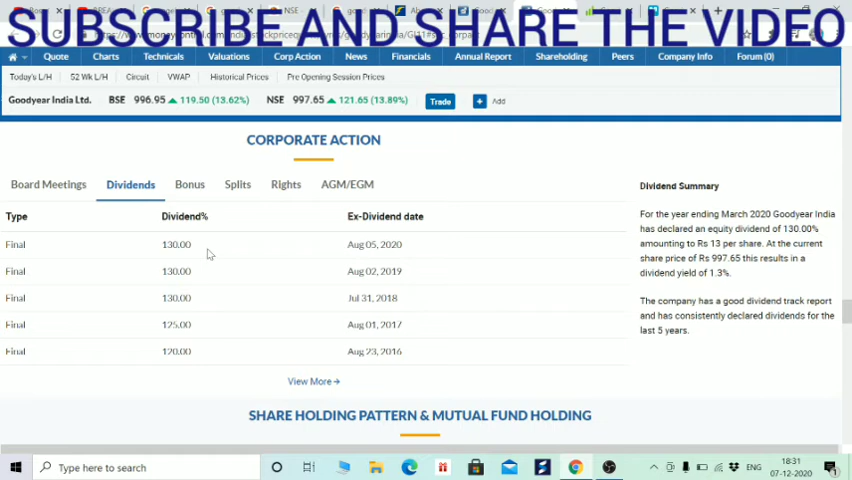 SUBSCRIBE AND SHARE THE VIDEO
Quote Charts Technicals Valuations Corp Action News Financials Annual Report Shareholding Peers Company Info Forum (0)
Today's L/H 52 Wk L/H Circuit VWAP Historical Prices Pre Opening Session Prices
Goodyear India Ltd. BSE 996.95 119.50 (13.62%) NSE 997.65 121.65 (13.89%) Trade + Add
CORPORATE ACTION
Board Meetings Dividends Bonus Splits Rights AGM/EGM
Type Dividend% Ex-Dividend date
Final 130.00 Aug 05, 2020
Final 130.00 Aug 02, 2019
Final 130.00 Jul 31, 2018
Final 125.00 Aug 01, 2017
Final 120.00 Aug 23, 2016
View More →
Dividend Summary
For the year ending March 2020 Goodyear India
has declared an equity dividend of 130.00%
amounting to Rs 13 per share. At the current
share price of Rs 997.65 this results in a
dividend yield of 1.3%.
The company has a good dividend track report
and has consistently declared dividends for the
last 5 years.
SHARE HOLDING PATTERN & MUTUAL FUND HOLDING
Type here to search
ENG
18:31
07-12-2020